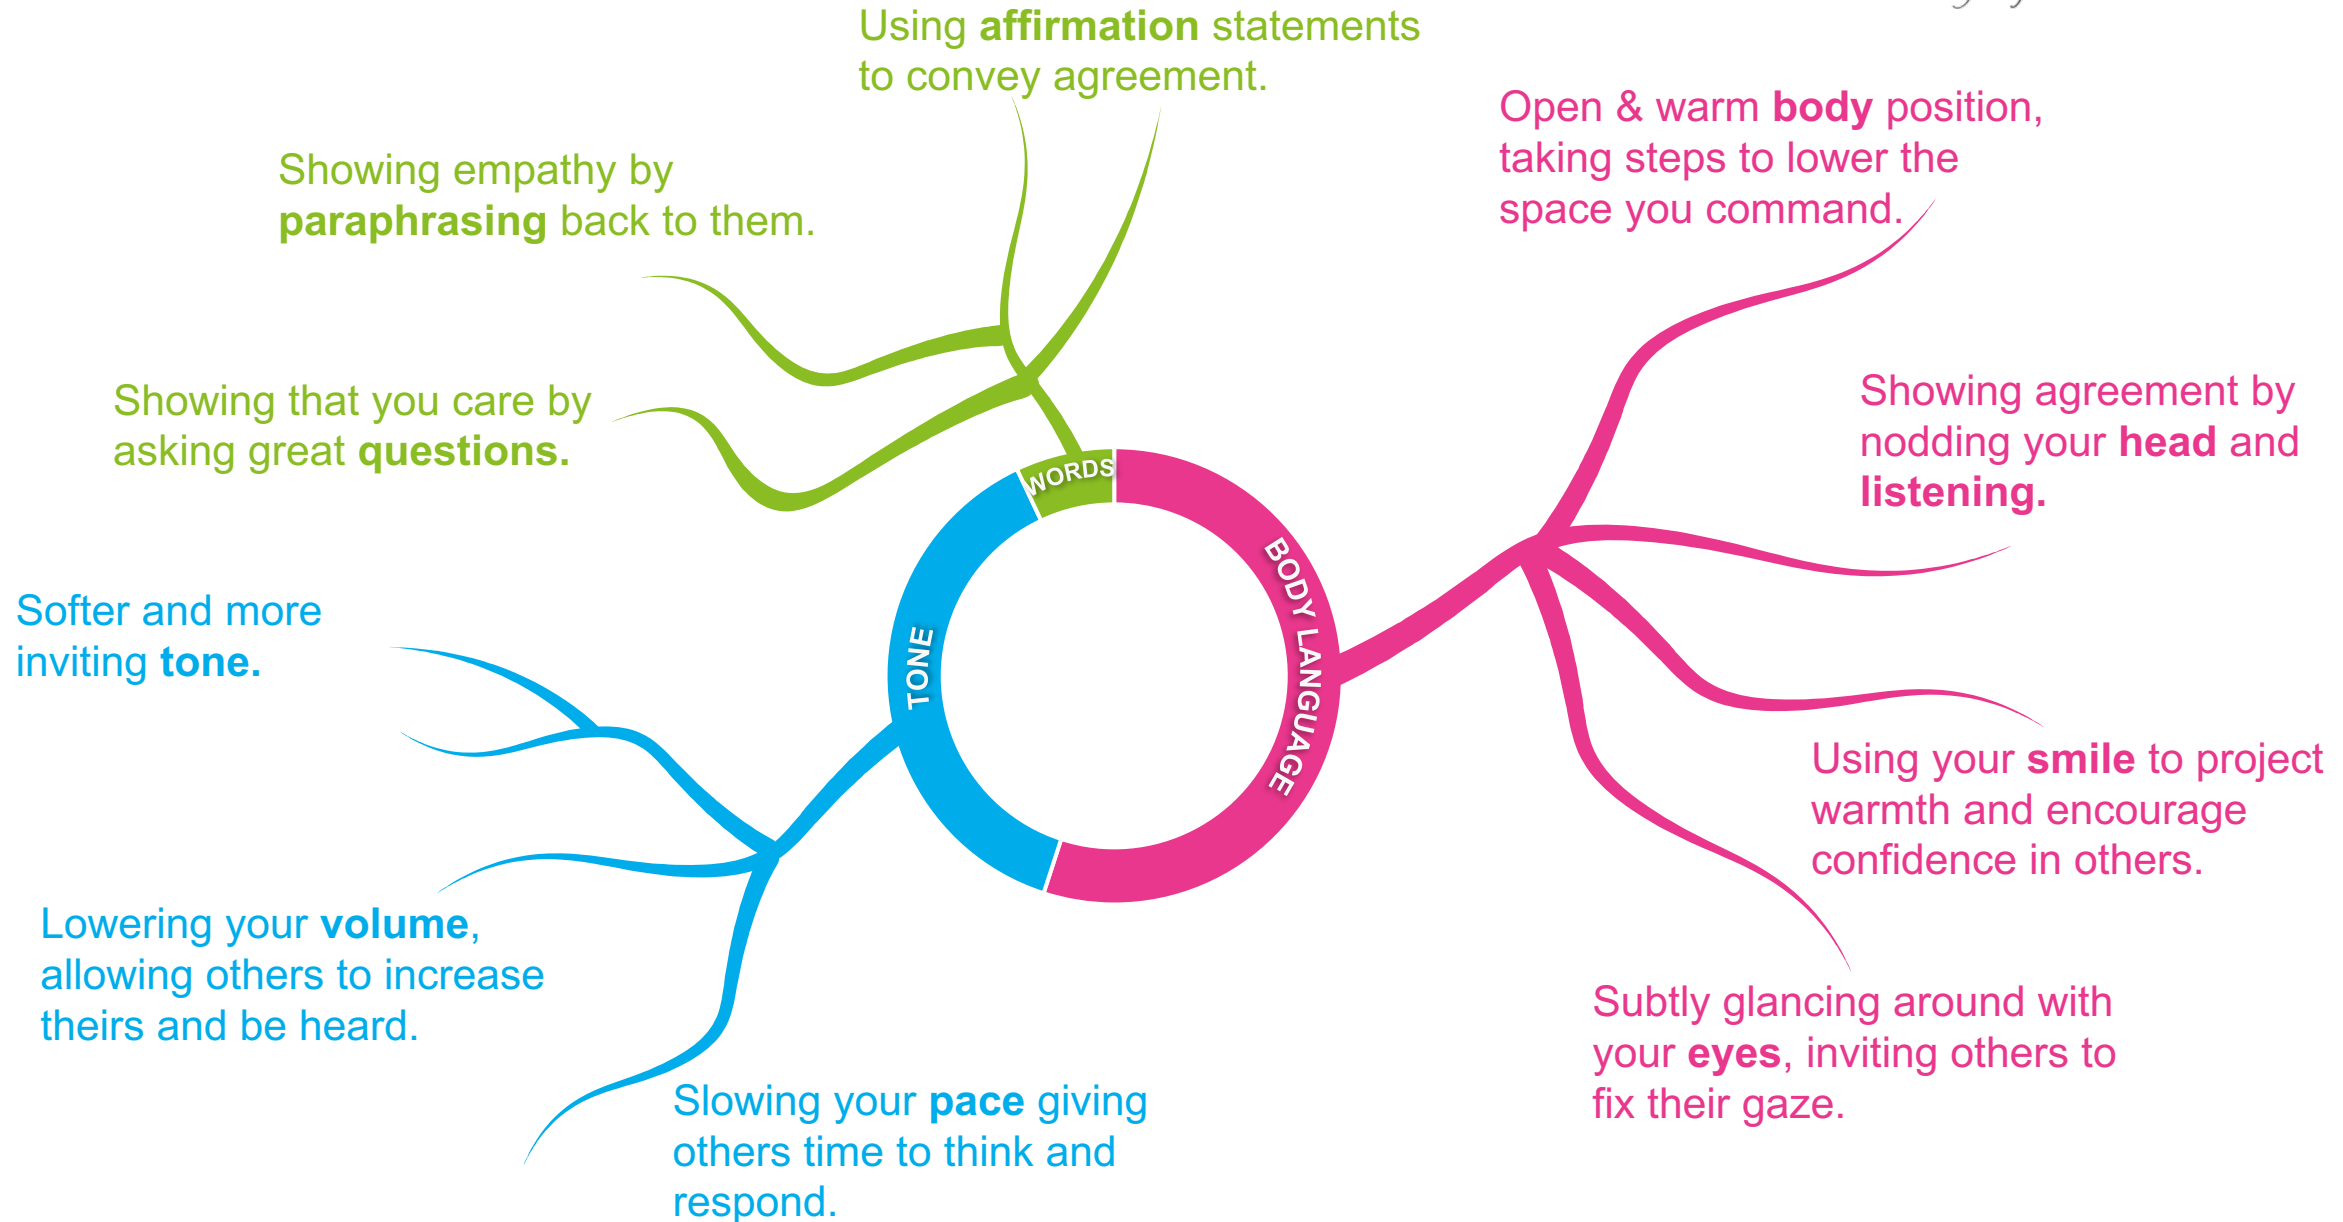 Using affirmation statements
to convey agreement.
Open & warm body position,
taking steps to lower the
space you command.
Showing empathy by
paraphrasing back to them.
Showing agreement by
nodding your head and
listening.
Showing that you care by
asking great questions.
WORDS
BODY LANGUAGE
TONE
Softer and more
inviting tone.
Using your smile to project
warmth and encourage
confidence in others.
Lowering your volume,
allowing others to increase
theirs and be heard.
Subtly glancing around with
your eyes, inviting others to
fix their gaze.
Slowing your pace giving
others time to think and
respond.